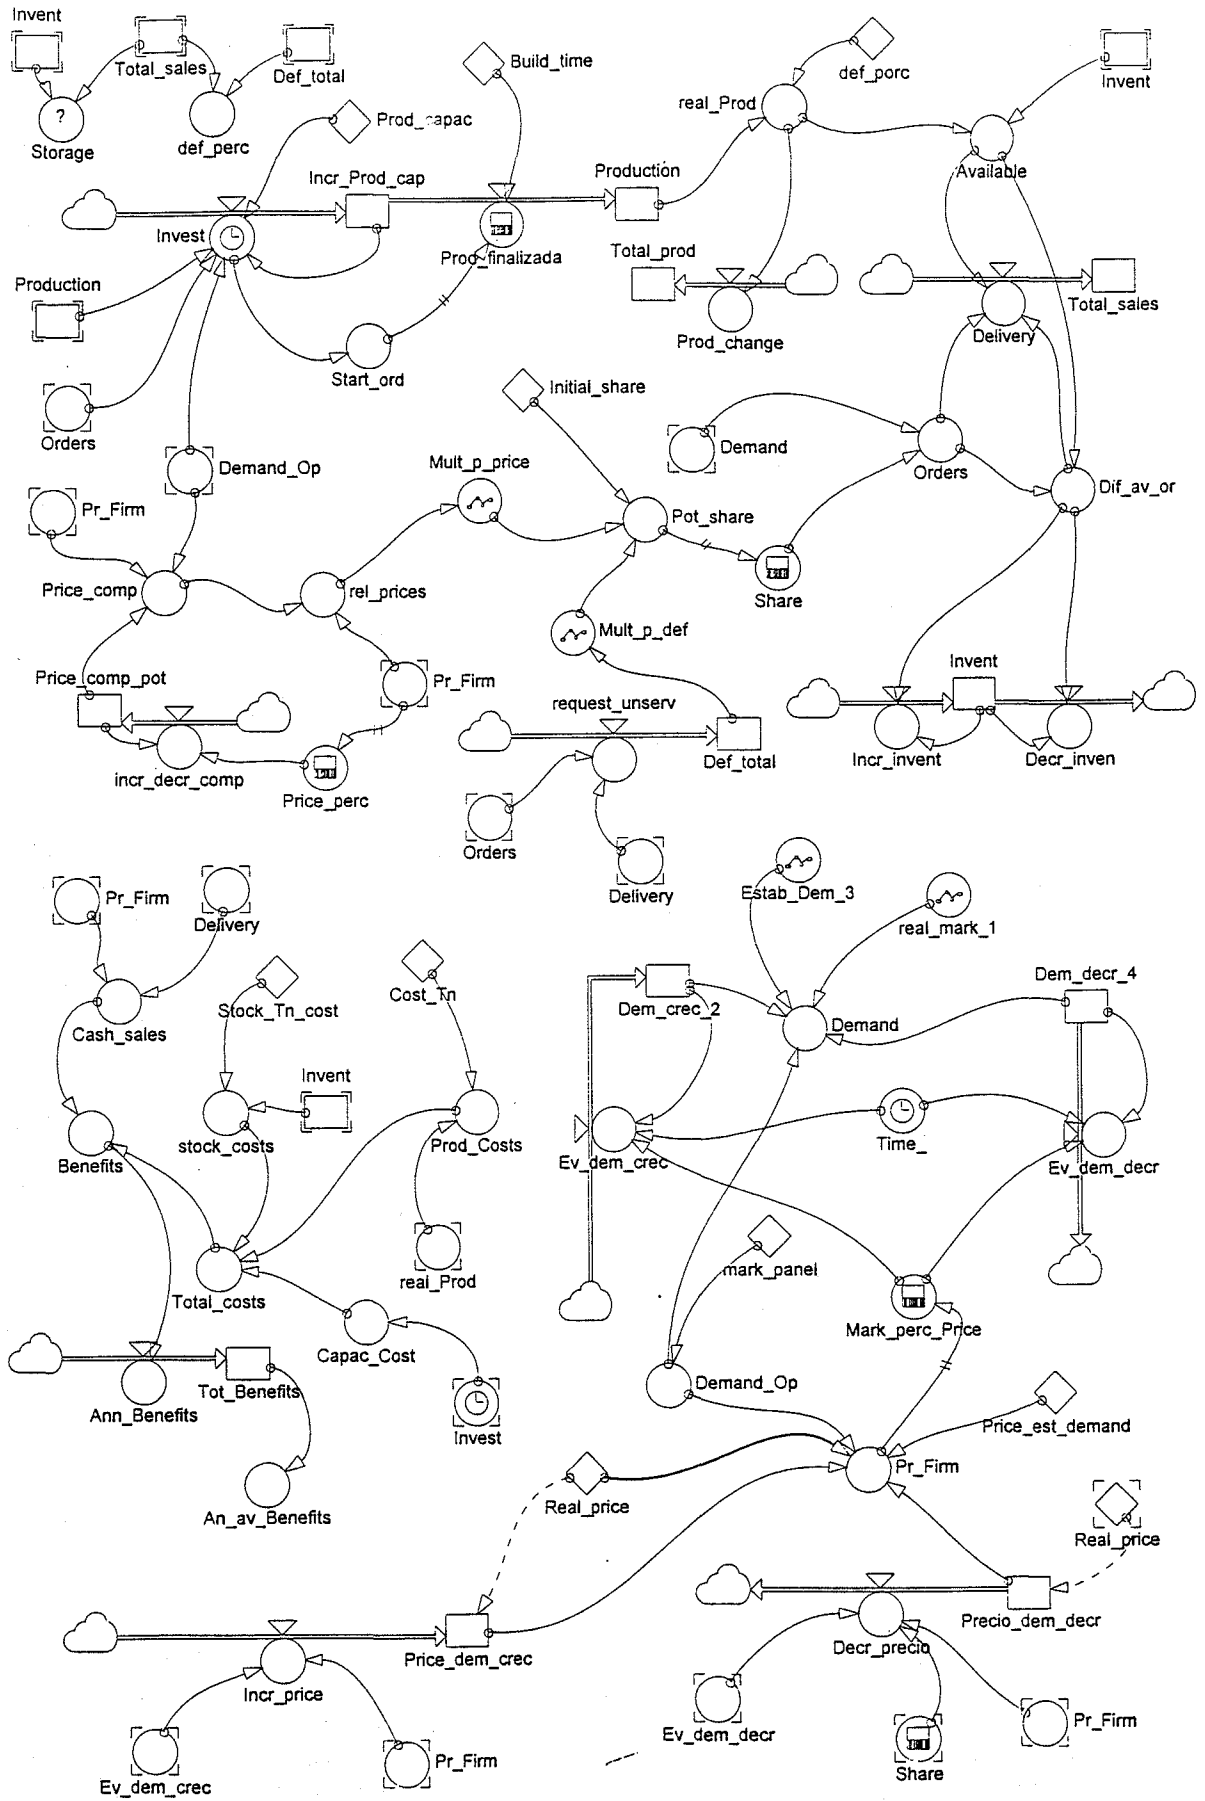 Invent
Total_sales
Def_total
?
Storage
def_perc
Build_time
def_porc
Invent
real_Prod
Prod_capac
Available
Incr_Prod_cap
Production
Invest
Prod_finalizada
Total_prod
Total_sales
Production
Prod_change
Delivery
Start_ord
Initial_share
Orders
Demand
Orders
Demand_Op
Mult_p_price
Dif_av_or
Pr_Firm
Pot_share
Price_comp
rel_prices
Share
Mult_p_def
Price_comp_pot
Pr_Firm
Invent
request_unserv
incr_decr_comp
Def_total
Incr_invent
Decr_inven
Price_perc
Orders
Delivery
Pr_Firm
Delivery
Estab_Dem_3
real_mark_1
Stock_Tn_cost
Cost_Tn
Dem_decr_4
Cash_sales
Dem_crec_2
Demand
Invent
Benefits
stock_costs
Prod_Costs
Time_
Ev_dem_crec
Ev_dem_decr
real_Prod
mark_panel
Total_costs
Capac_Cost
Mark_perc_Price
Tot_Benefits
Demand_Op
Ann_Benefits
Invest
Price_est_demand
Pr_Firm
An_av_Benefits
Real_price
Real_price
Precio_dem_decr
Price_dem_crec
Decr_precio
Incr_price
Ev_dem_decr
Pr_Firm
Ev_dem_crec
Pr_Firm
Share